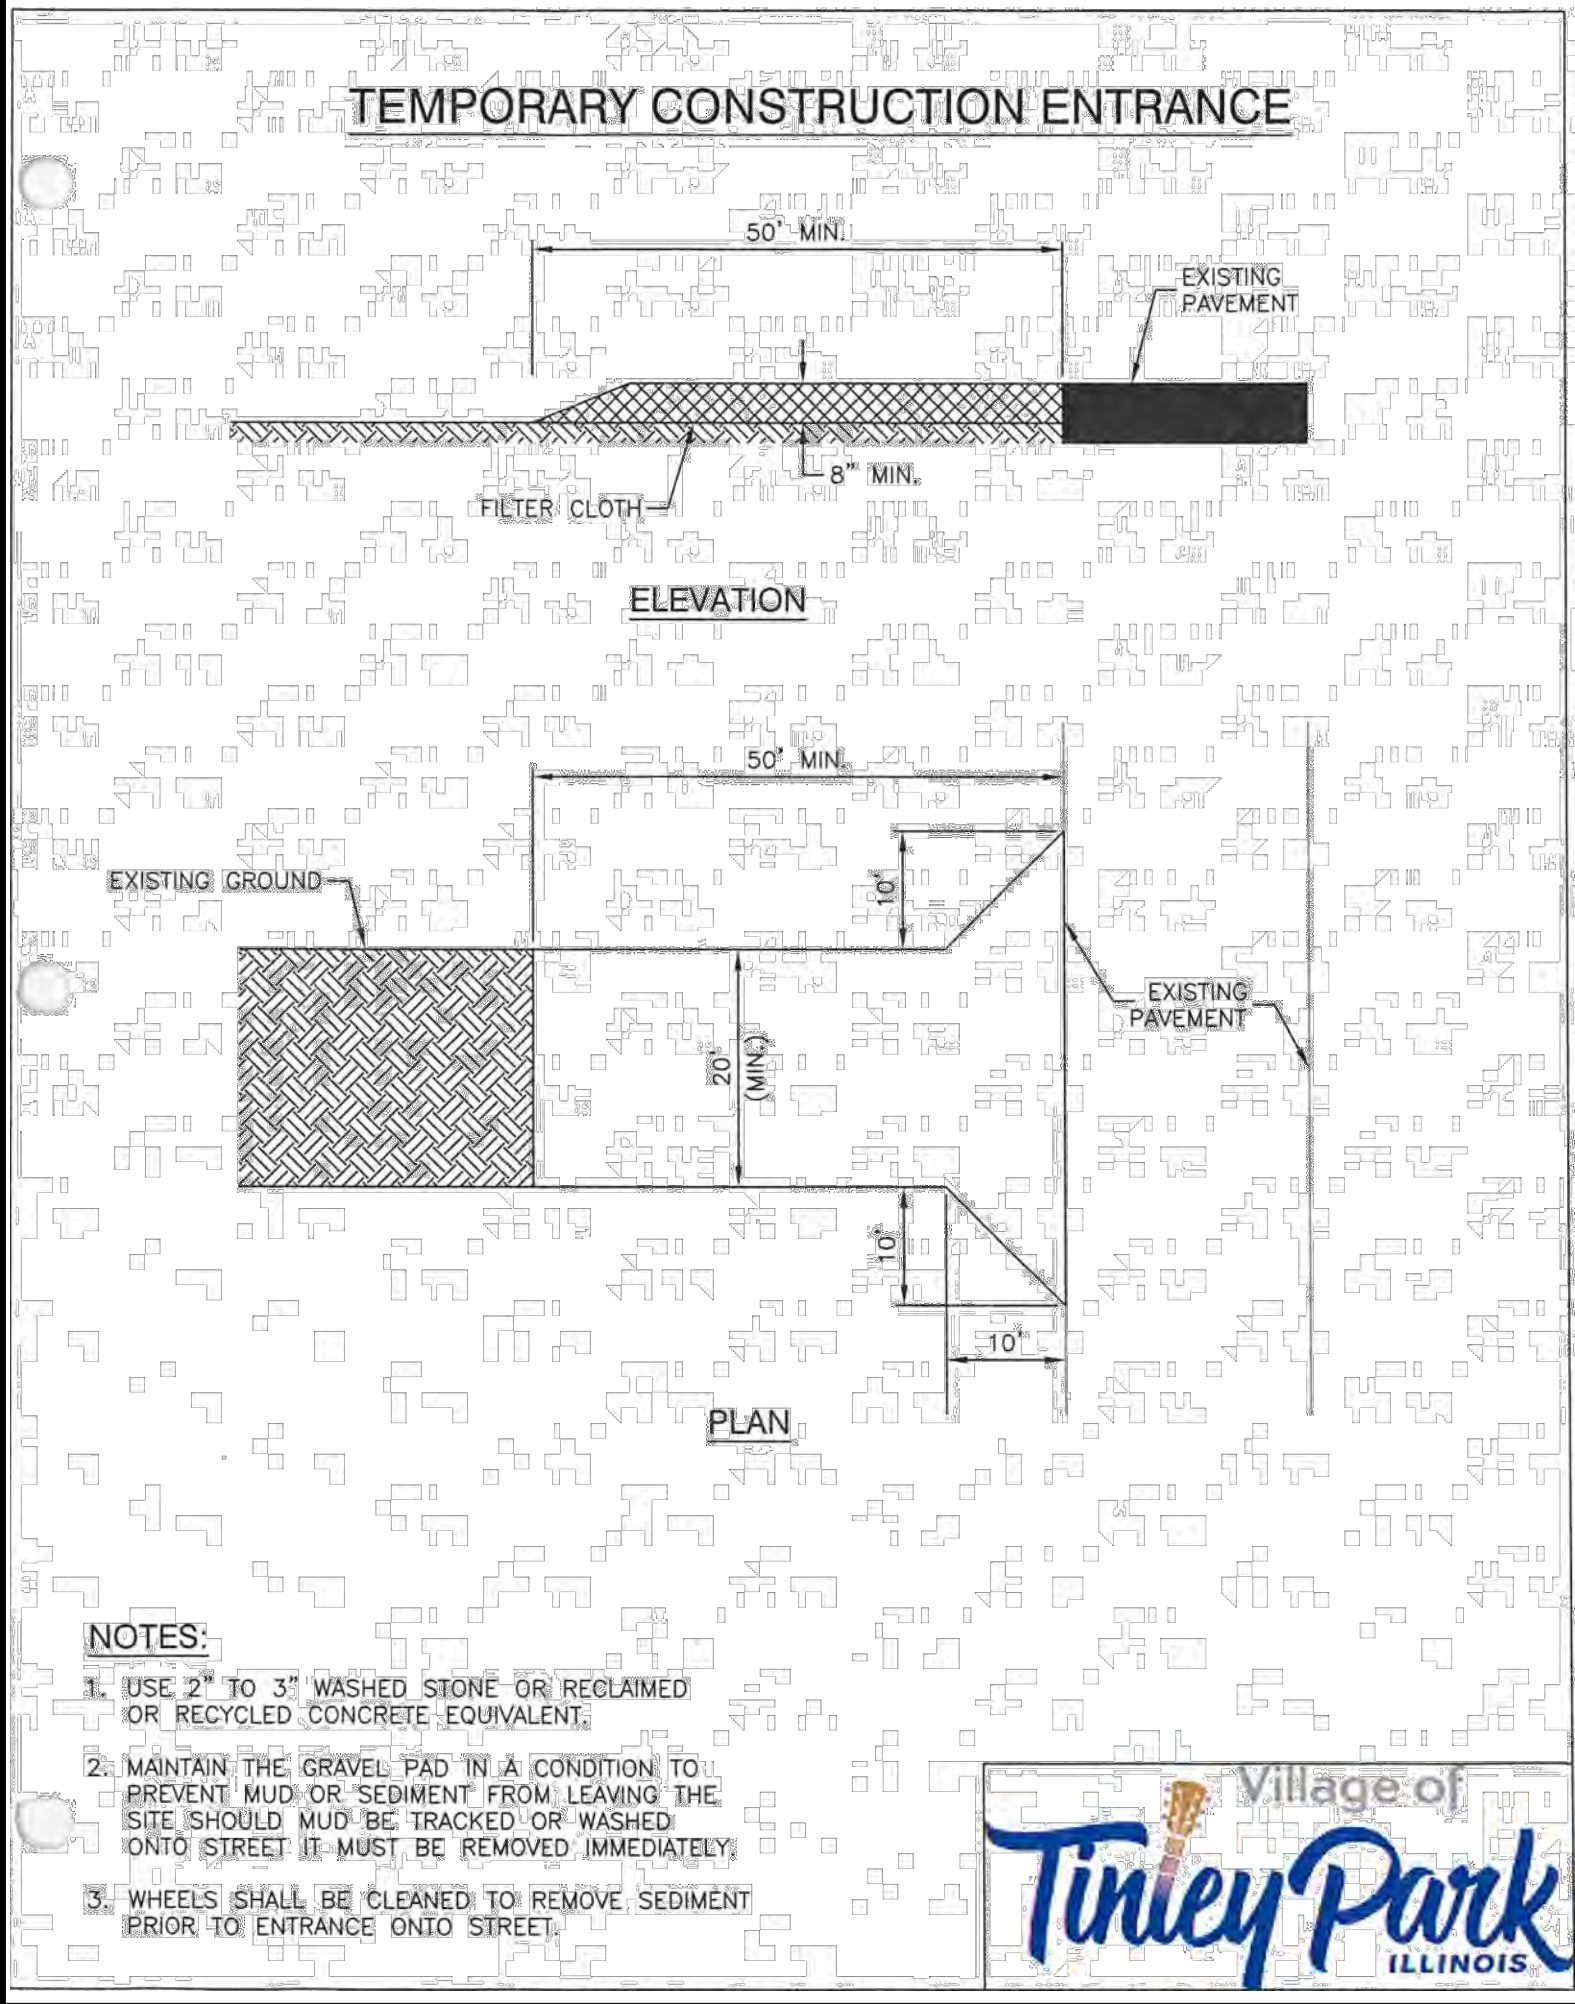 TEMPORARY CONSTRUCTION ENTRANCE
50' MIN.
EXISTING
PAVEMENT
8" MIN.
FILTER CLOTH
ELEVATION
50' MIN.
10'
EXISTING GROUND
EXISTING
PAVEMENT
20'
(MIN.)
10'
10'
PLAN
NOTES:
1. USE 2" TO 3" WASHED STONE OR RECLAIMED
OR RECYCLED CONCRETE EQUIVALENT.
2. MAINTAIN THE GRAVEL PAD IN A CONDITION TO
PREVENT MUD OR SEDIMENT FROM LEAVING THE
SITE SHOULD MUD BE TRACKED OR WASHED
ONTO STREET IT MUST BE REMOVED IMMEDIATELY.
3. WHEELS SHALL BE CLEANED TO REMOVE SEDIMENT
PRIOR TO ENTRANCE ONTO STREET.
Village of
Tinley Park
ILLINOIS